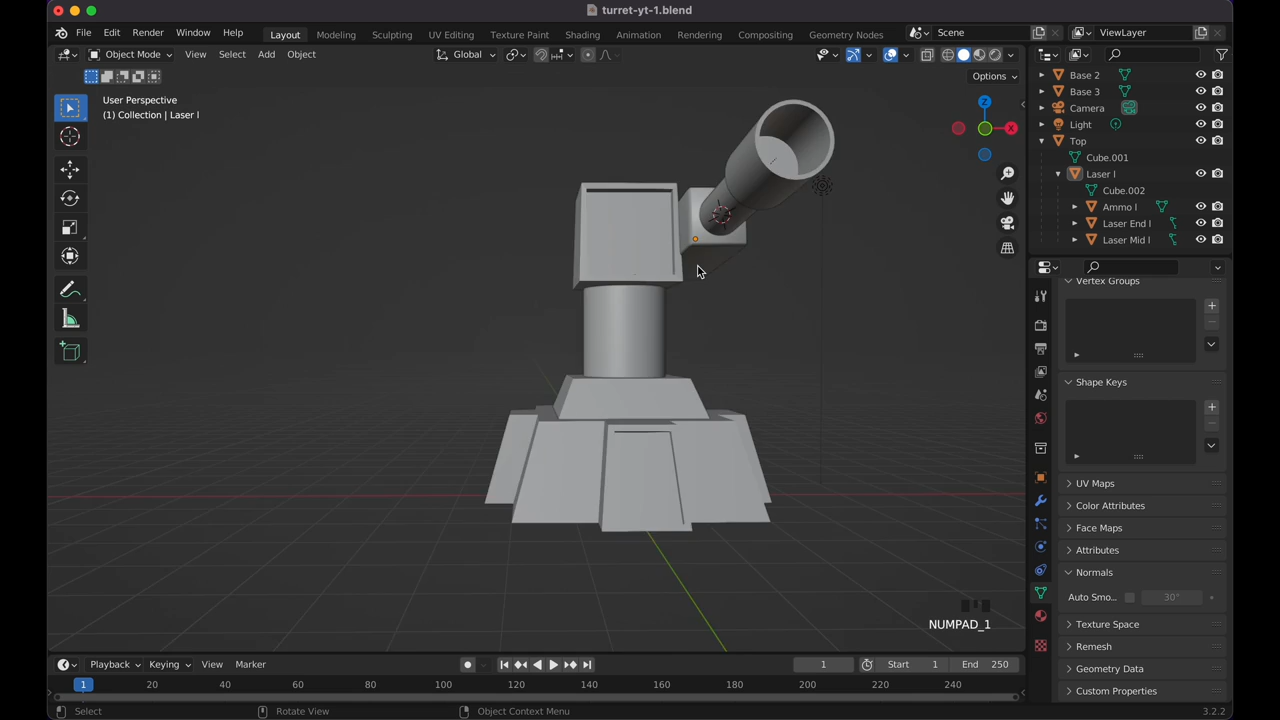 turret-yt-1.blend
File Edit Render Window Help Layout Modeling Sculpting UV Editing Texture Paint Shading Animation Rendering Compositing Geometry Nodes Scene ViewLayer
Object Mode View Select Add Object Global
Options
User Perspective
(1) Collection | Laser l
Z
X
Base 2
Base 3
Camera
Light
Top
Cube.001
Laser l
Cube.002
Ammo l
Laser End l
Laser Mid l
Vertex Groups
Shape Keys
UV Maps
Color Attributes
Face Maps
Attributes
Normals
Auto Smo... 30°
Texture Space
Remesh
Geometry Data
Custom Properties
NUMPAD_1
Playback Keying View Marker 1 Start 1 End 250
1 20 40 60 80 100 120 140 160 180 200 220 240
Select Rotate View Object Context Menu 3.2.2